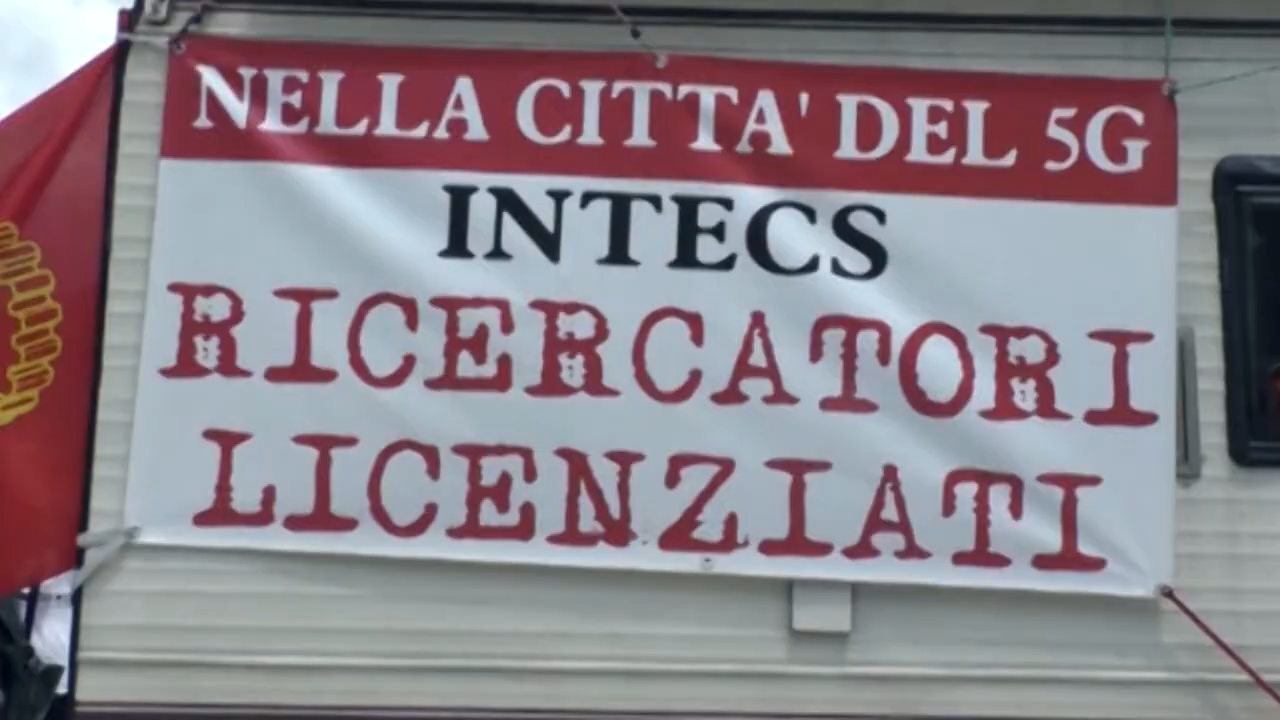 NELLA CITTA' DEL 5G
INTECS
RICERCATORI
LICENZIATI